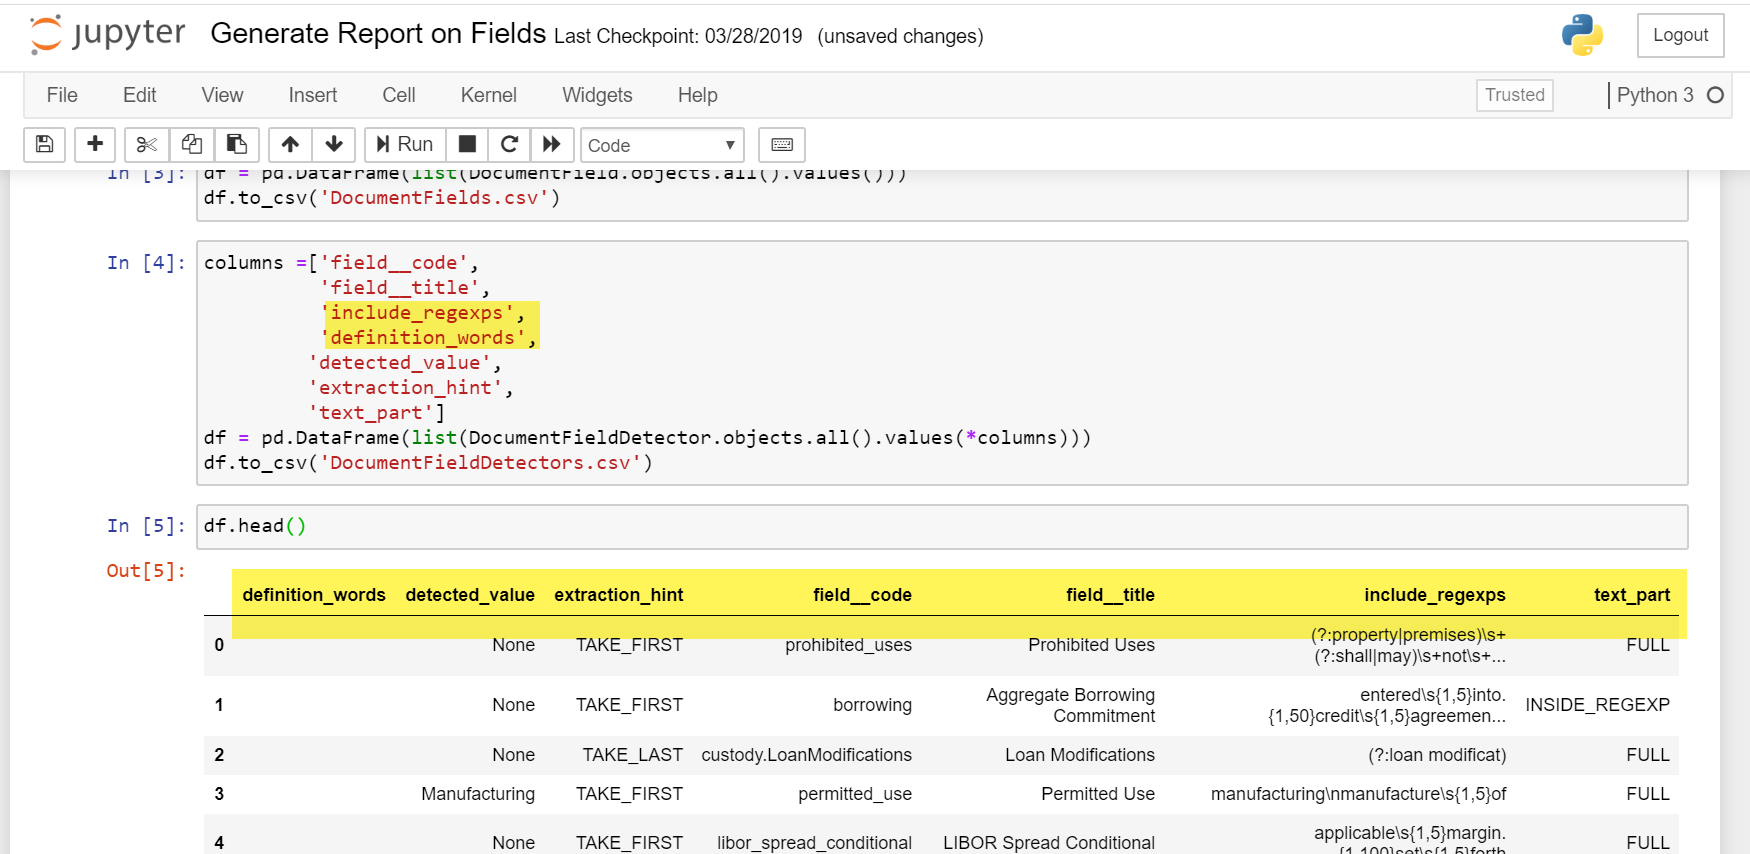 jupyter Generate Report on Fields Last Checkpoint: 03/28/2019 (unsaved changes) Logout
File Edit View Insert Cell Kernel Widgets Help Trusted Python 3
Run Code
In [3]: df = pd.DataFrame(list(DocumentField.objects.all().values()))
df.to_csv('DocumentFields.csv')
In [4]: columns =['field__code',
'field__title',
'include_regexps',
'definition_words',
'detected_value',
'extraction_hint',
'text_part']
df = pd.DataFrame(list(DocumentFieldDetector.objects.all().values(*columns)))
df.to_csv('DocumentFieldDetectors.csv')
In [5]: df.head()
Out[5]:
definition_words detected_value extraction_hint field__code field__title include_regexps text_part
0 None TAKE_FIRST prohibited_uses Prohibited Uses (?:property|premises)\s+ FULL
(?:shall|may)\s+not\s+...
1 None TAKE_FIRST borrowing Aggregate Borrowing entered\s{1,5}into. INSIDE_REGEXP
Commitment {1,50}credit\s{1,5}agreemen...
2 None TAKE_LAST custody.LoanModifications Loan Modifications (?:loan modificat) FULL
3 Manufacturing TAKE_FIRST permitted_use Permitted Use manufacturing\nmanufacture\s{1,5}of FULL
4 None TAKE_FIRST libor_spread_conditional LIBOR Spread Conditional applicable\s{1,5}margin. FULL
{1,100}set\s{1,5}forth